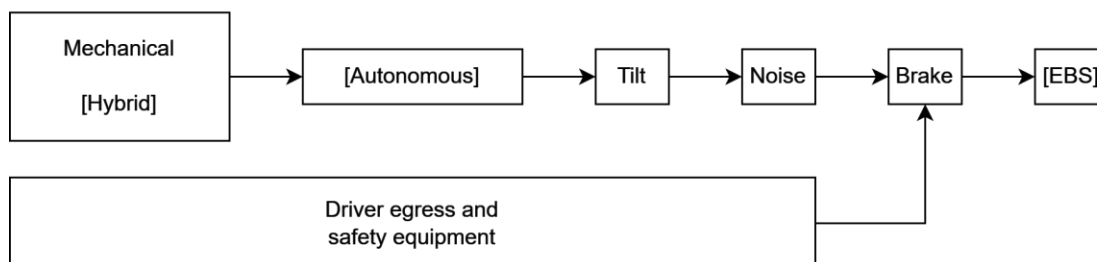 Mechanical
[Hybrid]
[Autonomous]
Tilt
Noise
Brake
[EBS]
Driver egress and
safety equipment